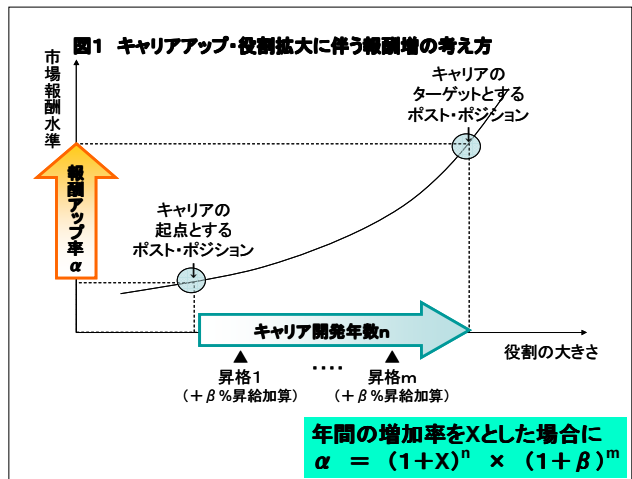 図1 キャリアアップ・役割拡大に伴う報酬増の考え方
市場報酬水準
キャリアの
ターゲットとする
ポスト・ポジション
報酬アップ率α
キャリアの
起点とする
ポスト・ポジション
キャリア開発年数n
役割の大きさ
昇格1
(+β%昇給加算)
‥‥
昇格m
(+β%昇給加算)
年間の増加率をXとした場合に
α = (1+X)ⁿ × (1+β)ᵐ